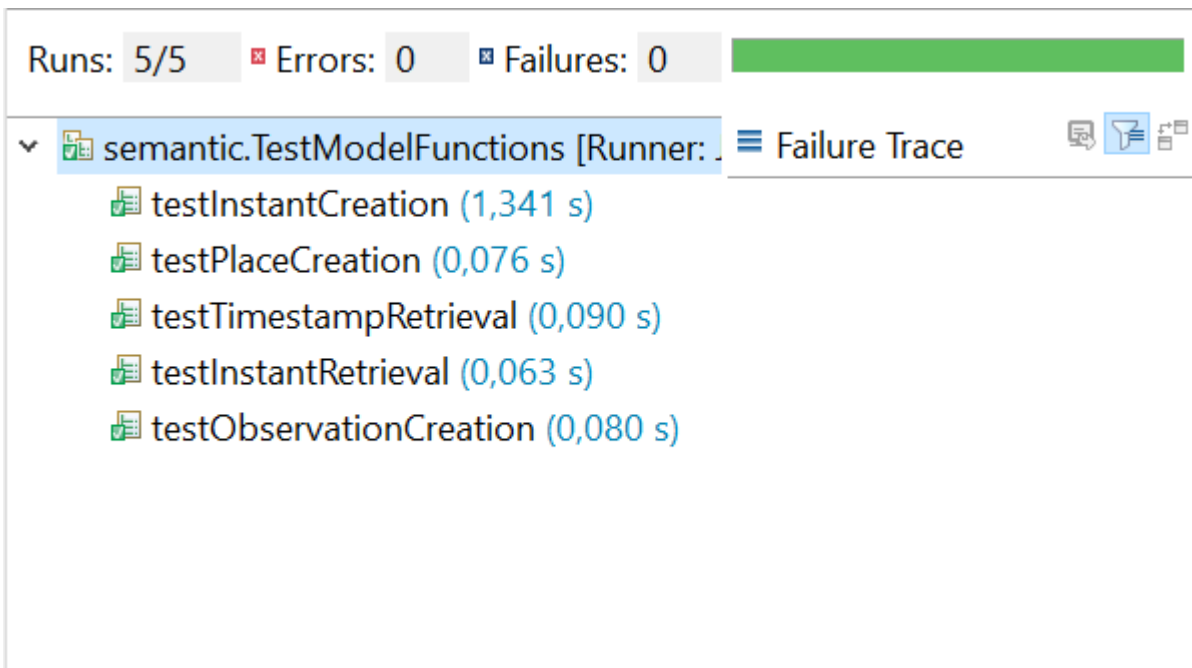 Runs: 5/5 Errors: 0 Failures: 0
semantic.TestModelFunctions [Runner:
Failure Trace
testInstantCreation (1,341 s)
testPlaceCreation (0,076 s)
testTimestampRetrieval (0,090 s)
testInstantRetrieval (0,063 s)
testObservationCreation (0,080 s)